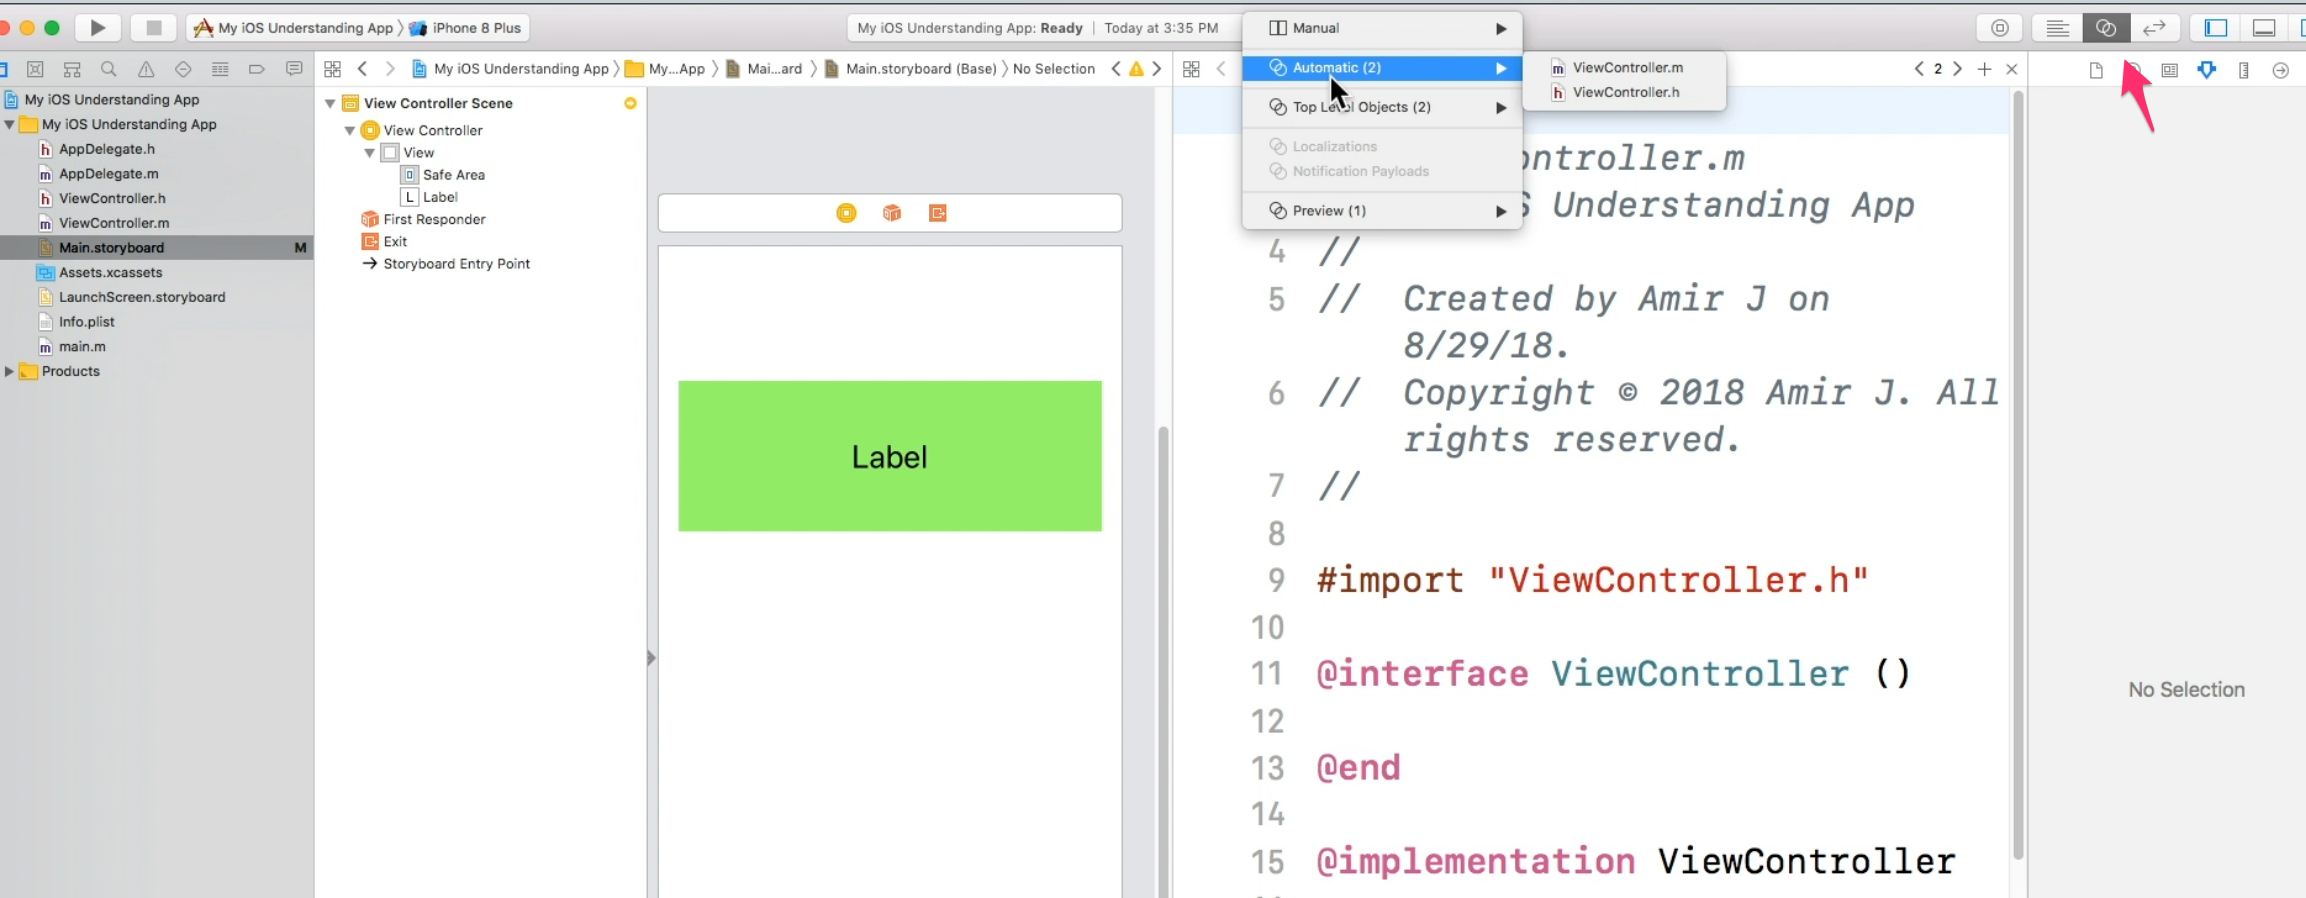 My iOS Understanding App
iPhone 8 Plus
My iOS Understanding App: Ready | Today at 3:35 PM
My iOS Understanding App
My...App
Mai...ard
Main.storyboard (Base)
No Selection
2
My iOS Understanding App
My iOS Understanding App
AppDelegate.h
AppDelegate.m
ViewController.h
ViewController.m
Main.storyboard M
Assets.xcassets
LaunchScreen.storyboard
Info.plist
main.m
Products
View Controller Scene
View Controller
View
Safe Area
L Label
First Responder
Exit
Storyboard Entry Point
Label
Manual
Automatic (2)
Top Level Objects (2)
Localizations
Notification Payloads
Preview (1)
ViewController.m
ViewController.h
ontroller.m
Understanding App
4 //
5 // Created by Amir J on
8/29/18.
6 // Copyright © 2018 Amir J. All
rights reserved.
7 //
8
9 #import "ViewController.h"
10
11 @interface ViewController ()
12
13 @end
14
15 @implementation ViewController
No Selection